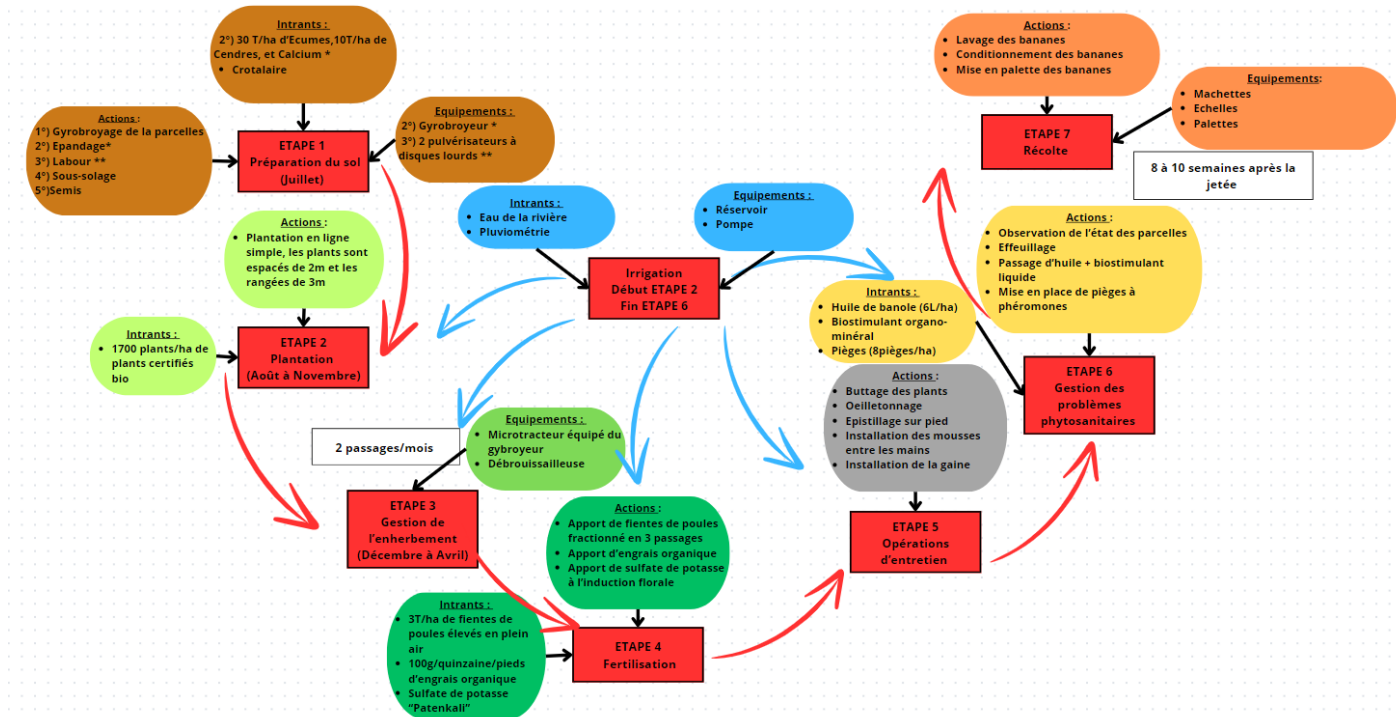 Intrants :
2°) 30 T/ha d'Ecumes,10T/ha de
Cendres, et Calcium *
• Crotalaire
Actions :
1°) Gyrobroyage de la parcelles
2°) Epandage*
3°) Labour **
4°) Sous-solage
5°)Semis
ETAPE 1
Préparation du sol
(Juillet)
Equipements :
2°) Gyrobroyeur *
3°) 2 pulvérisateurs à
disques lourds **
Actions :
• Plantation en ligne
simple, les plants sont
espacés de 2m et les
rangées de 3m
Intrants :
• 1700 plants/ha de
plants certifiés
bio
ETAPE 2
Plantation
(Août à Novembre)
Intrants :
• Eau de la rivière
• Pluviométrie
Equipements :
• Réservoir
• Pompe
Irrigation
Début ETAPE 2
Fin ETAPE 6
2 passages/mois
Equipements :
• Microtracteur équipé du
gybroyeur
• Débrouissailleuse
ETAPE 3
Gestion de
l'enherbement
(Décembre à Avril)
Actions :
• Apport de fientes de poules
fractionné en 3 passages
• Apport d'engrais organique
• Apport de sulfate de potasse
à l'induction florale
Intrants :
• 3T/ha de fientes de
poules élevés en plein
air
• 100g/quinzaine/pieds
d'engrais organique
• Sulfate de potasse
"Patenkali"
ETAPE 4
Fertilisation
Actions :
• Buttage des plants
• Oeilletonnage
• Epistillage sur pied
• Installation des mousses
entre les mains
• Installation de la gaine
ETAPE 5
Opérations
d'entretien
Intrants :
• Huile de banole (6L/ha)
• Biostimulant organo-
minéral
• Pièges (8pièges/ha)
Actions :
• Observation de l'état des parcelles
• Effeuillage
• Passage d'huile + biostimulant
liquide
• Mise en place de pièges à
phéromones
ETAPE 6
Gestion des
problèmes
phytosanitaires
Actions :
• Lavage des bananes
• Conditionnement des bananes
• Mise en palette des bananes
Equipements:
• Machettes
• Echelles
• Palettes
ETAPE 7
Récolte
8 à 10 semaines après la
jetée